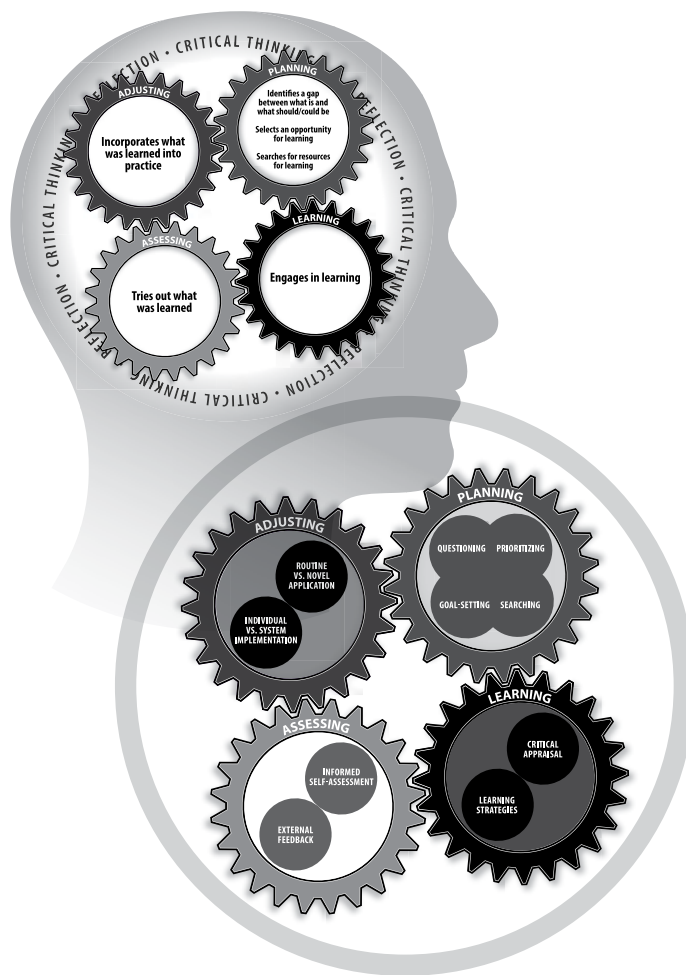 REFLECTION • CRITICAL THINKING • REFLECTION • CRITICAL THINKING • REFLECTION • CRITICAL THINKING • REFLECTION • CRITICAL THINKING
ADJUSTING
Incorporates what
was learned into
practice
PLANNING
Identifies a gap
between what is and
what should/could be
Selects an opportunity
for learning
Searches for resources
for learning
ASSESSING
Tries out what
was learned
LEARNING
Engages in learning
ADJUSTING
ROUTINE
VS. NOVEL
APPLICATION
INDIVIDUAL
VS. SYSTEM
IMPLEMENTATION
PLANNING
QUESTIONING
PRIORITIZING
GOAL-SETTING
SEARCHING
ASSESSING
INFORMED
SELF-ASSESSMENT
EXTERNAL
FEEDBACK
LEARNING
CRITICAL
APPRAISAL
LEARNING
STRATEGIES